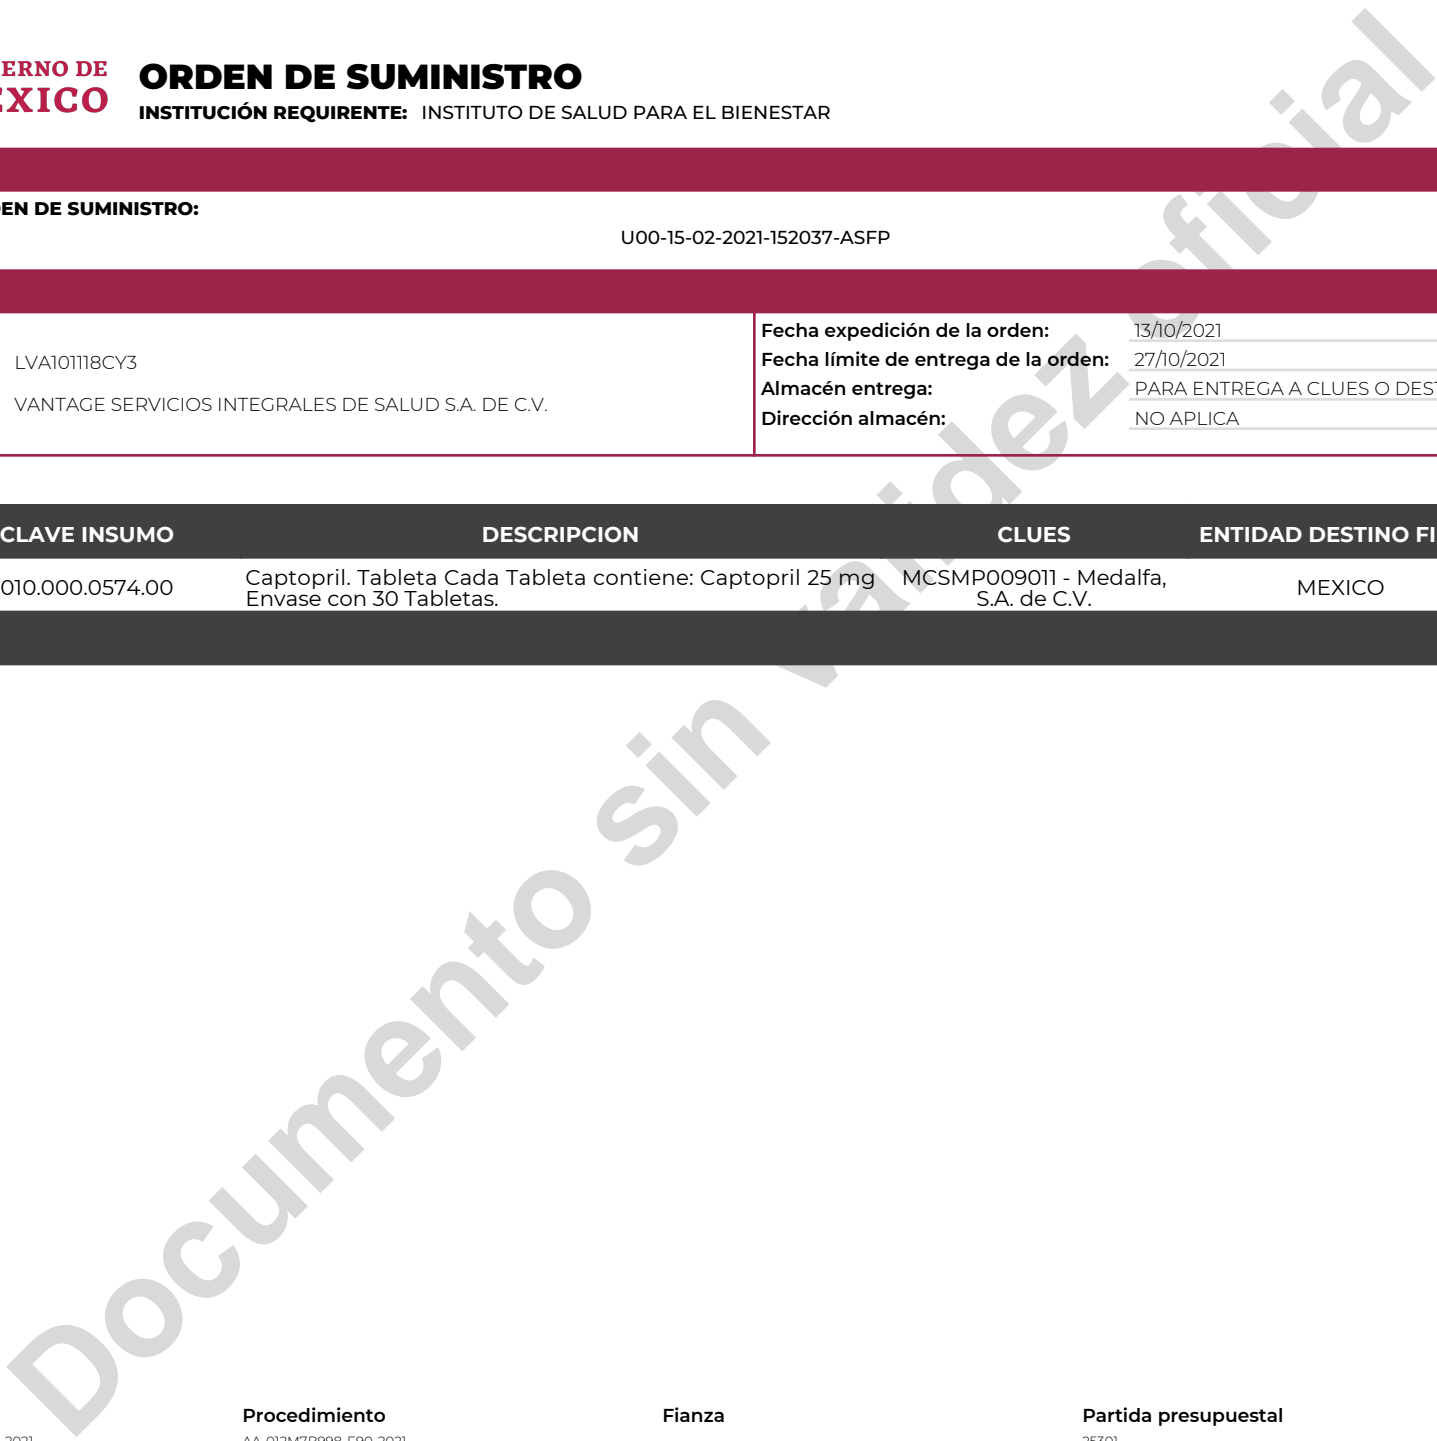 ERNO DE
EXICO
ORDEN DE SUMINISTRO
INSTITUCIÓN REQUIRENTE: INSTITUTO DE SALUD PARA EL BIENESTAR
EN DE SUMINISTRO:
U00-15-02-2021-152037-ASFP
LVA101118CY3
VANTAGE SERVICIOS INTEGRALES DE SALUD S.A. DE C.V.
Fecha expedición de la orden: 13/10/2021
Fecha límite de entrega de la orden: 27/10/2021
Almacén entrega: PARA ENTREGA A CLUES O DEST
Dirección almacén: NO APLICA
CLAVE INSUMO DESCRIPCION CLUES ENTIDAD DESTINO FI
010.000.0574.00 Captopril. Tableta Cada Tableta contiene: Captopril 25 mg MCSMP009011 - Medalfa, MEXICO
Envase con 30 Tabletas. S.A. de C.V.
Documento sin validez oficial
Procedimiento Fianza Partida presupuestal